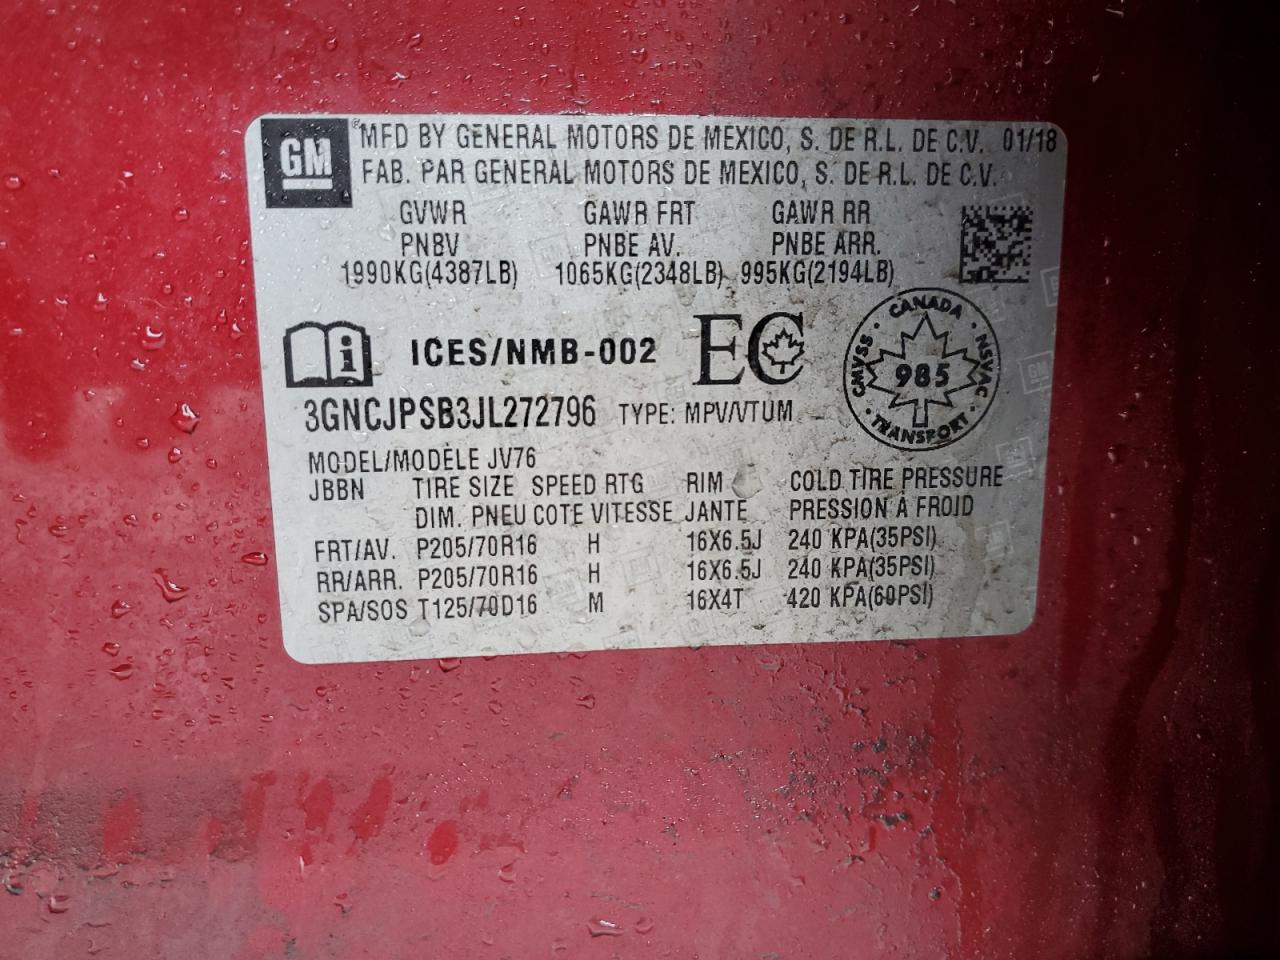 GM
®MFD BY GENERAL MOTORS DE MEXICO, S. DE R.L. DE C.V. 01/18
FAB. PAR GENERAL MOTORS DE MEXICO, S. DE R.L. DE C.V.
GVWR GAWR FRT GAWR RR
PNBV PNBE AV. PNBE ARR.
1990KG(4387LB) 1065KG(2348LB) 995KG(2194LB)
i ICES/NMB-002 EC
CANADA
CMVSS · NSVAC
985
TRANSPORT
3GNCJPSB3JL272796 TYPE: MPV/VTUM
MODEL/MODÈLE JV76
JBBN TIRE SIZE SPEED RTG RIM COLD TIRE PRESSURE
DIM. PNEU COTE VITESSE JANTE PRESSION À FROID
FRT/AV. P205/70R16 H 16X6.5J 240 KPA(35PSI)
RR/ARR. P205/70R16 H 16X6.5J 240 KPA(35PSI)
SPA/SOS T125/70D16 M 16X4T 420 KPA(60PSI)